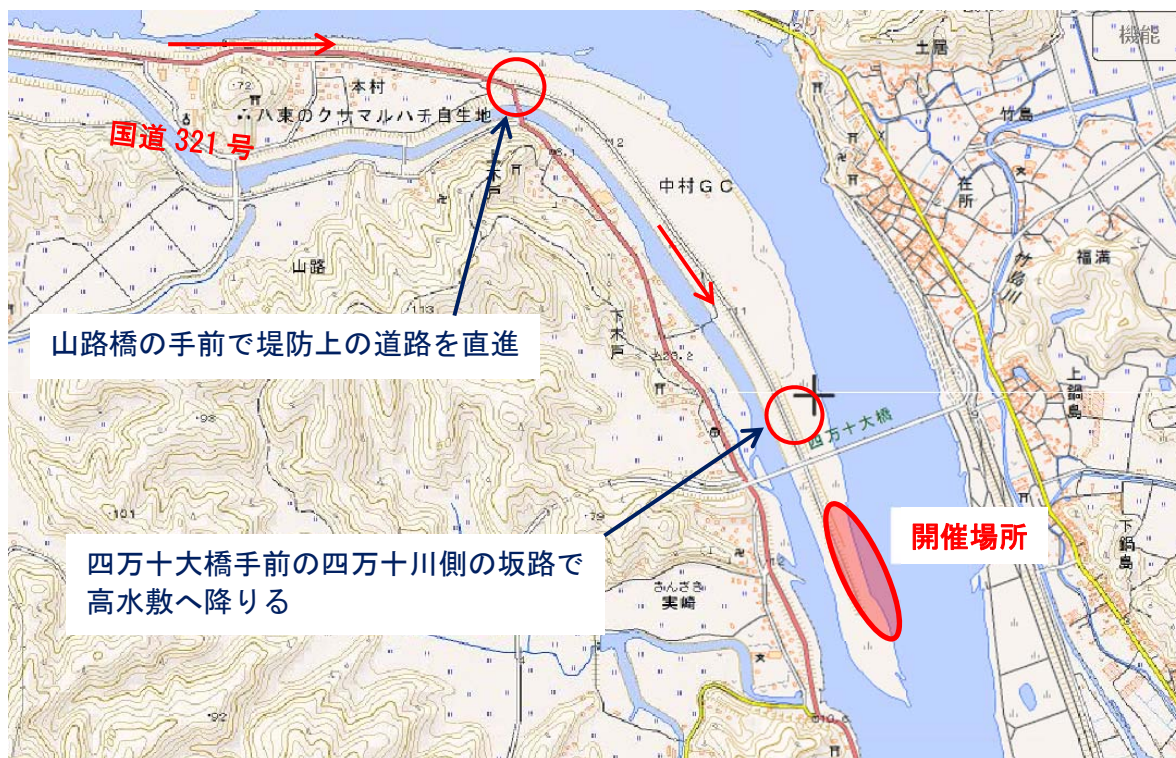 機能
土居
竹島
本村
・72
∴八束のクサマルハチ自生地
国道 321 号
在所
中村GC
竹島川
福満
山路
・113
下木戸
山路橋の手前で堤防上の道路を直進
上鍋島
四万十大橋
・98
・101
・79
開催場所
四万十大橋手前の四万十川側の坂路で
高水敷へ降りる
下鍋島
さんざき
実崎
・92